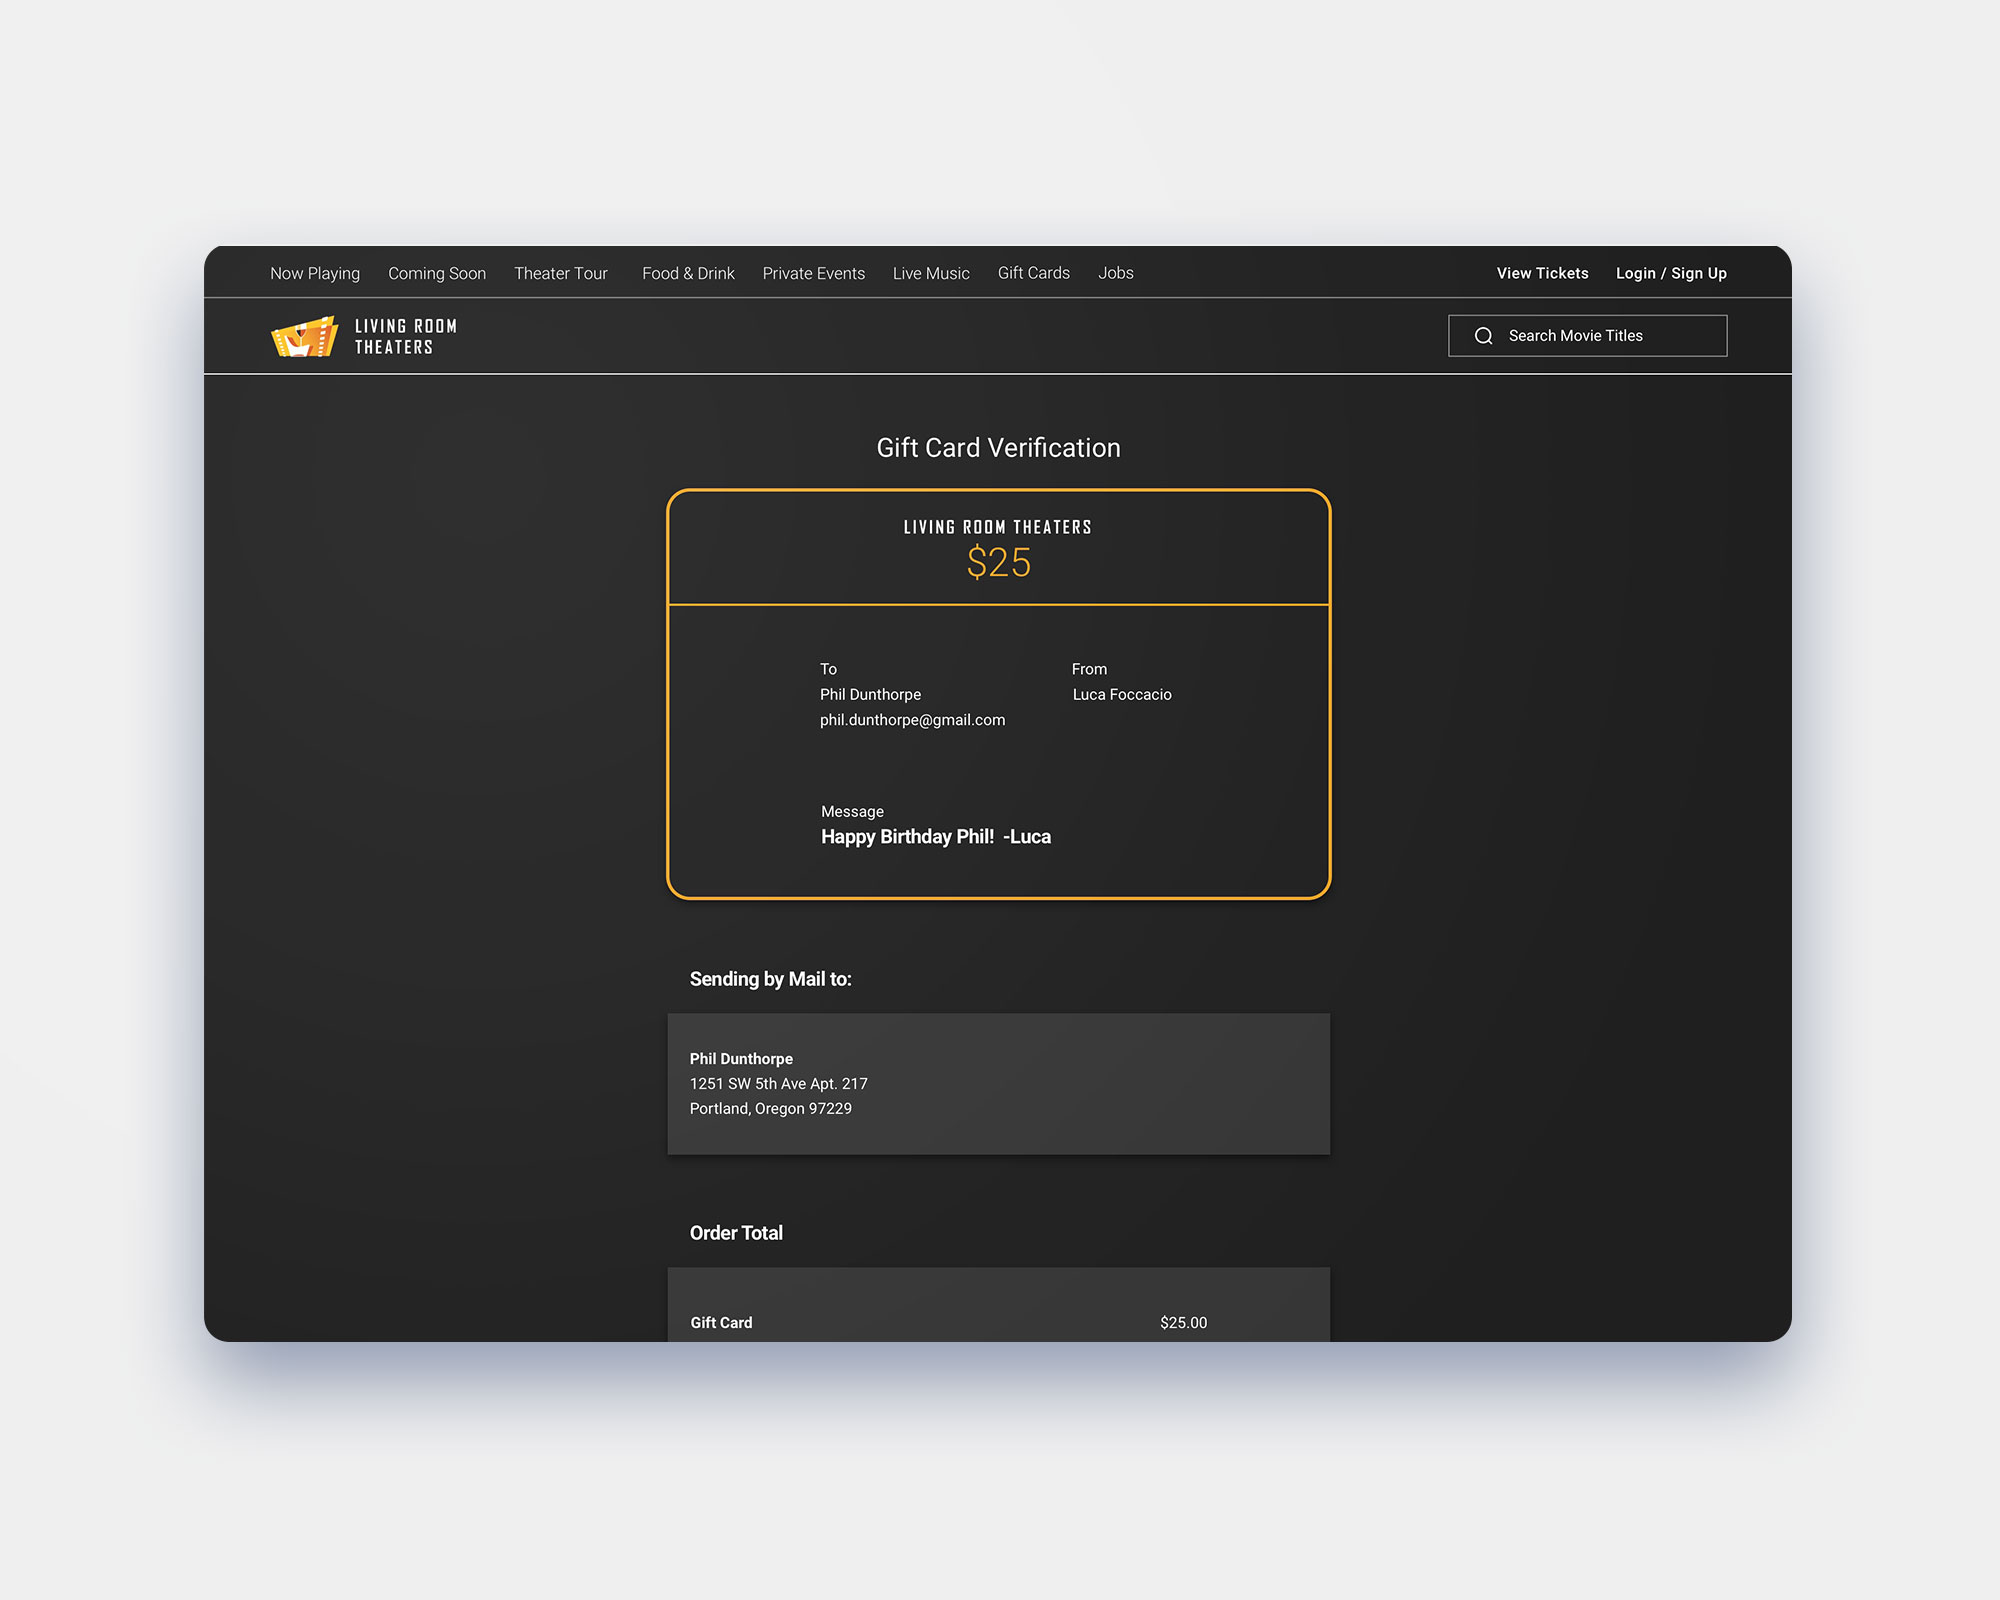 Now Playing Coming Soon Theater Tour Food & Drink Private Events Live Music Gift Cards Jobs View Tickets Login / Sign Up
LIVING ROOM
THEATERS
Search Movie Titles
Gift Card Verification
LIVING ROOM THEATERS
$25
To From
Phil Dunthorpe Luca Foccacio
phil.dunthorpe@gmail.com
Message
Happy Birthday Phil! -Luca
Sending by Mail to:
Phil Dunthorpe
1251 SW 5th Ave Apt. 217
Portland, Oregon 97229
Order Total
Gift Card $25.00